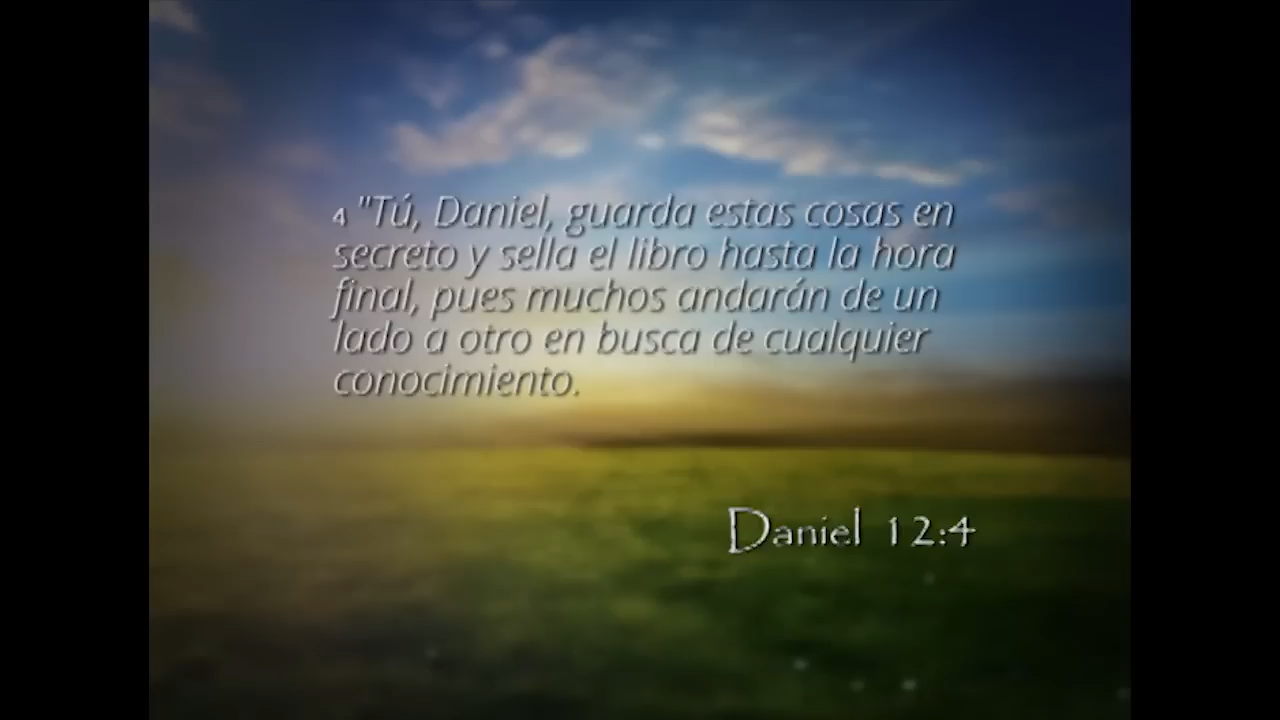 4 "Tú, Daniel, guarda estas cosas en
secreto y sella el libro hasta la hora
final, pues muchos andarán de un
lado a otro en busca de cualquier
conocimiento.
Daniel 12:4